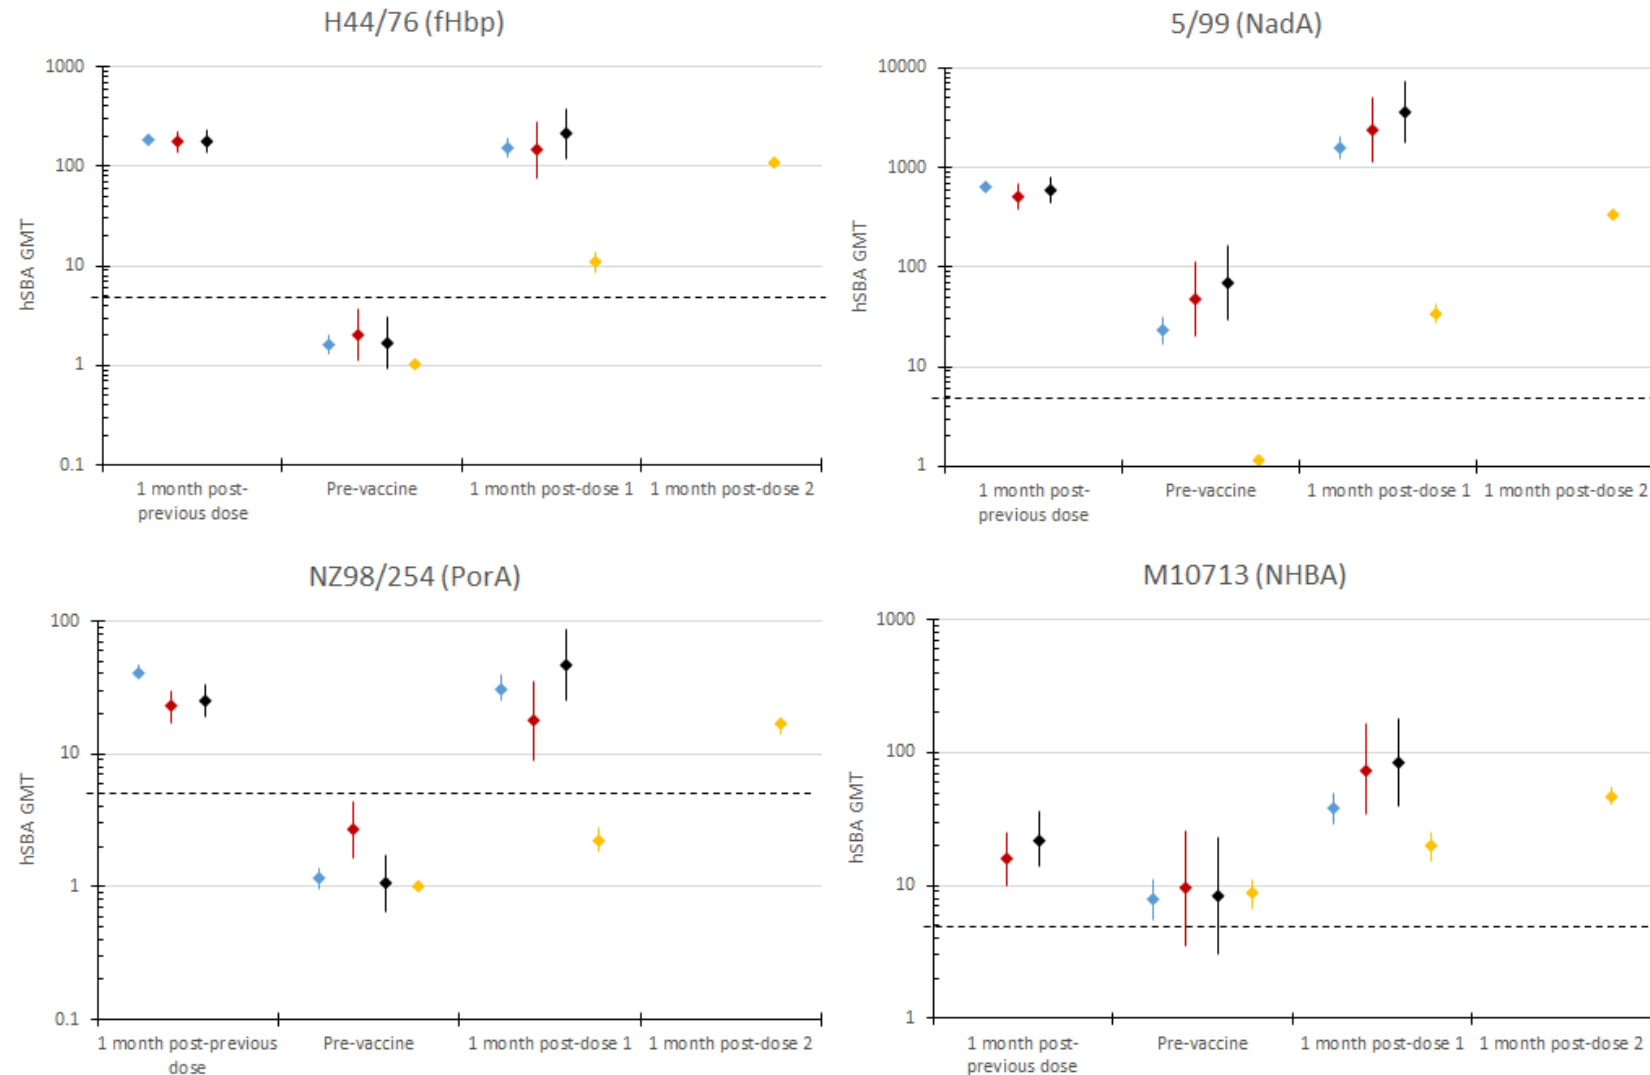 H44/76 (fHbp)
hSBA GMT
1000
100
10
1
0.1
1 month post-
previous dose
Pre-vaccine
1 month post-dose 1
1 month post-dose 2
5/99 (NadA)
hSBA GMT
10000
1000
100
10
1
1 month post-
previous dose
Pre-vaccine
1 month post-dose 1
1 month post-dose 2
NZ98/254 (PorA)
hSBA GMT
100
10
1
0.1
1 month post-previous
dose
Pre-vaccine
1 month post-dose 1
1 month post-dose 2
M10713 (NHBA)
hSBA GMT
1000
100
10
1
1 month post-
previous dose
Pre-vaccine
1 month post-dose 1
1 month post-dose 2